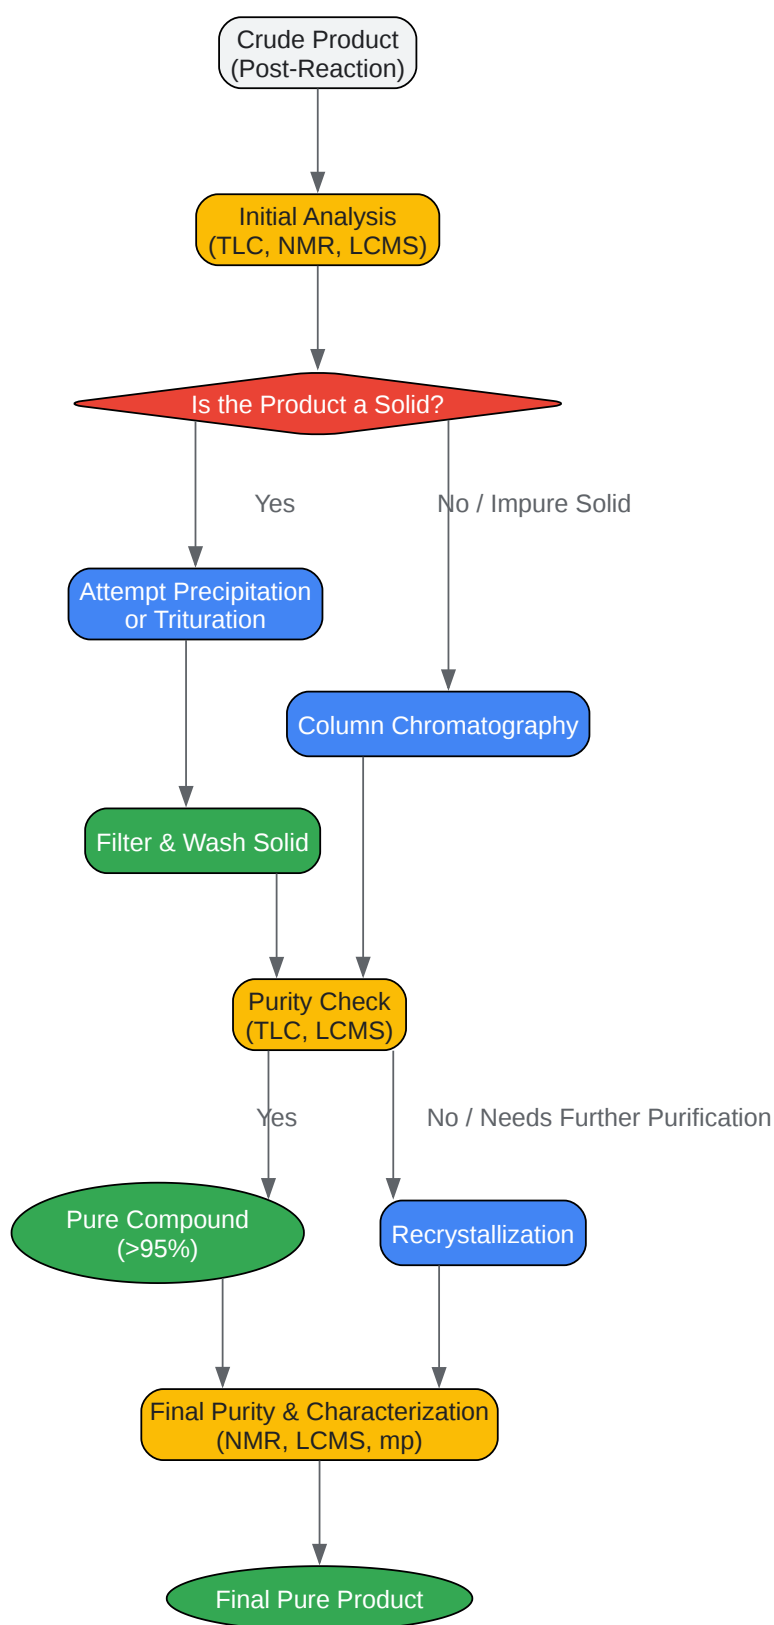 Crude Product
(Post-Reaction)
Initial Analysis
(TLC, NMR, LCMS)
Is the Product a Solid?
Yes
No / Impure Solid
Attempt Precipitation
or Trituration
Column Chromatography
Filter & Wash Solid
Purity Check
(TLC, LCMS)
Yes
No / Needs Further Purification
Pure Compound
(>95%)
Recrystallization
Final Purity & Characterization
(NMR, LCMS, mp)
Final Pure Product